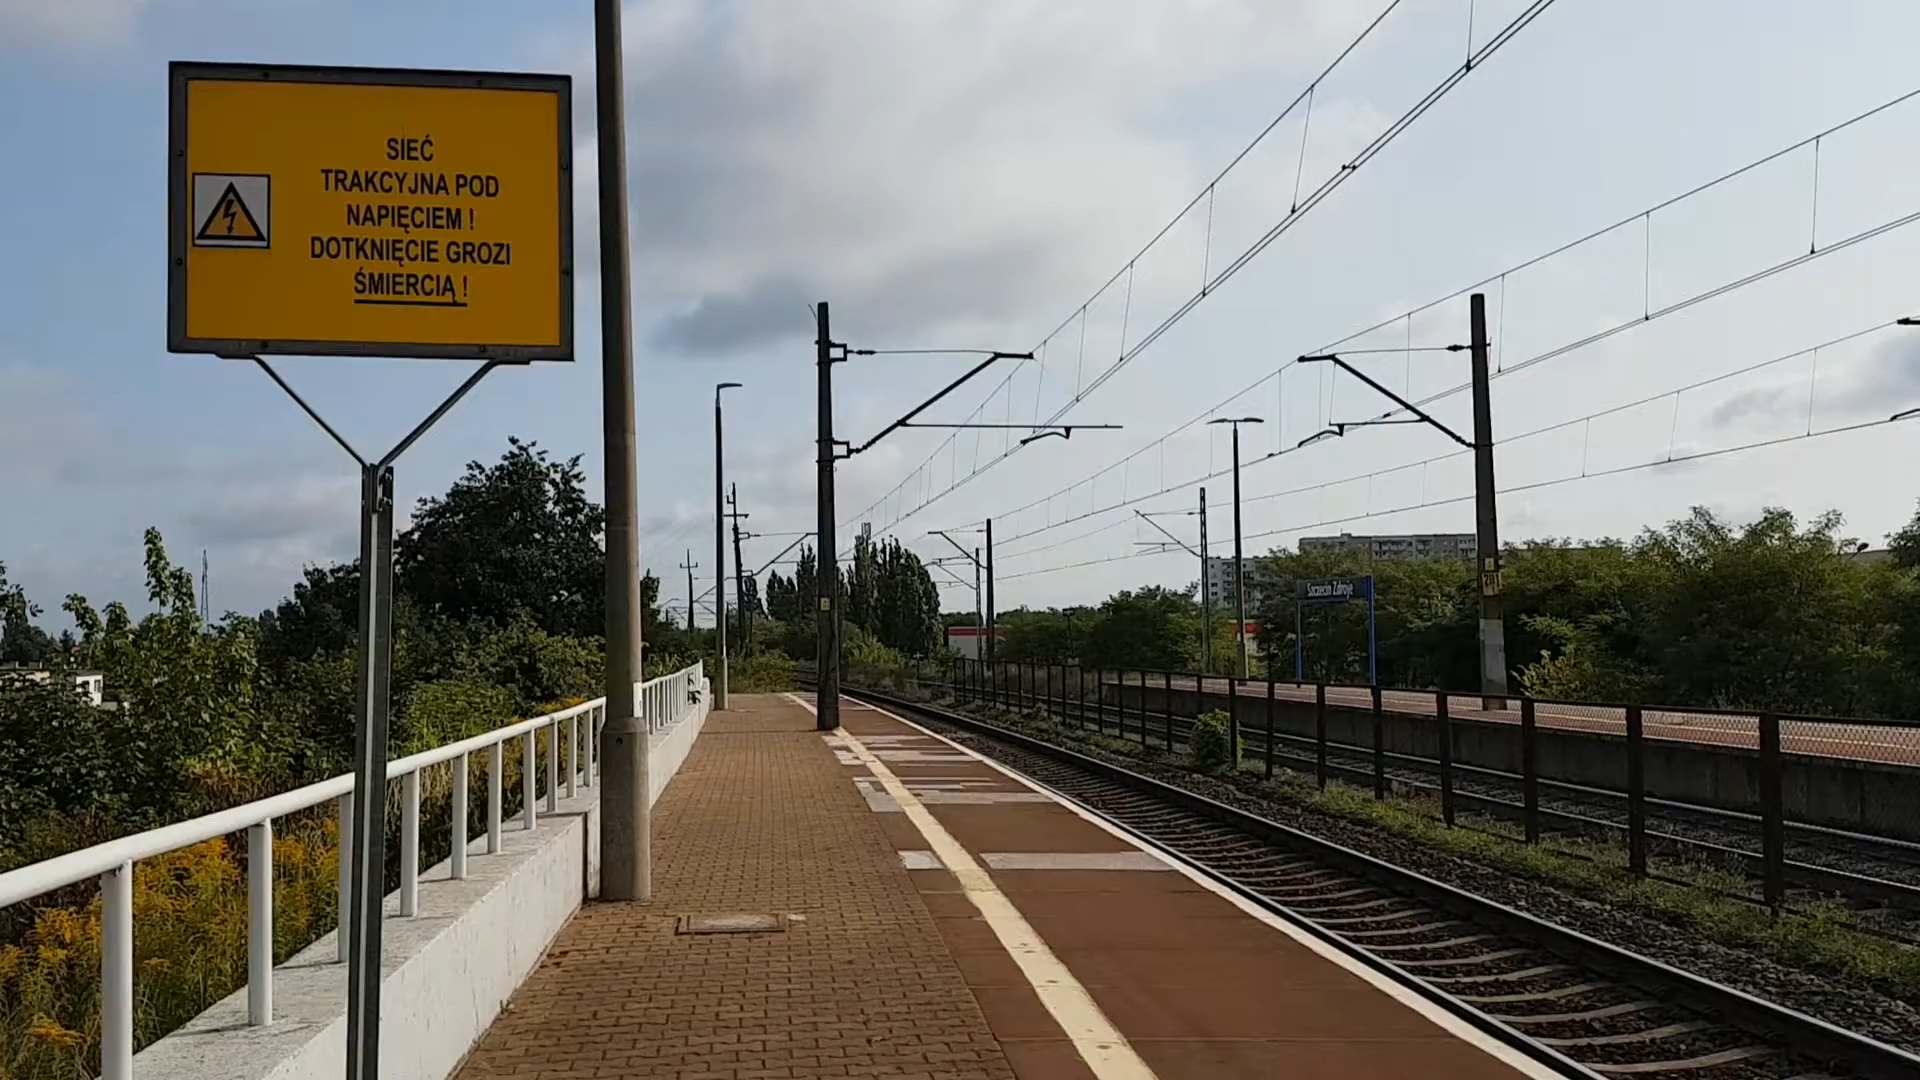 SIEĆ
TRAKCYJNA POD
NAPIĘCIEM !
DOTKNIĘCIE GROZI
ŚMIERCIĄ !
Szczecin Zdroje